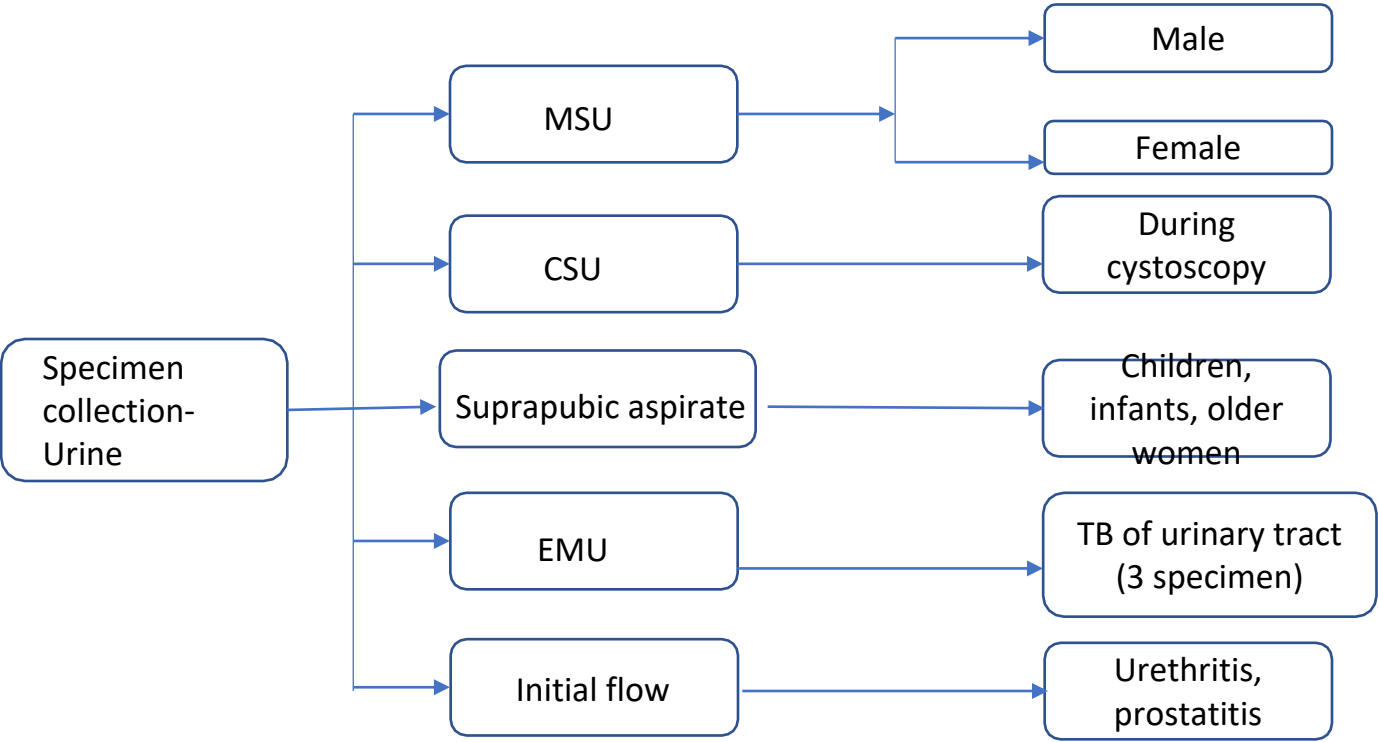 Male
MSU
Female
During
cystoscopy
CSU
Specimen
collection-
Urine
Suprapubic aspirate
Children,
infants, older
women
EMU
TB of urinary tract
(3 specimen)
Initial flow
Urethritis,
prostatitis